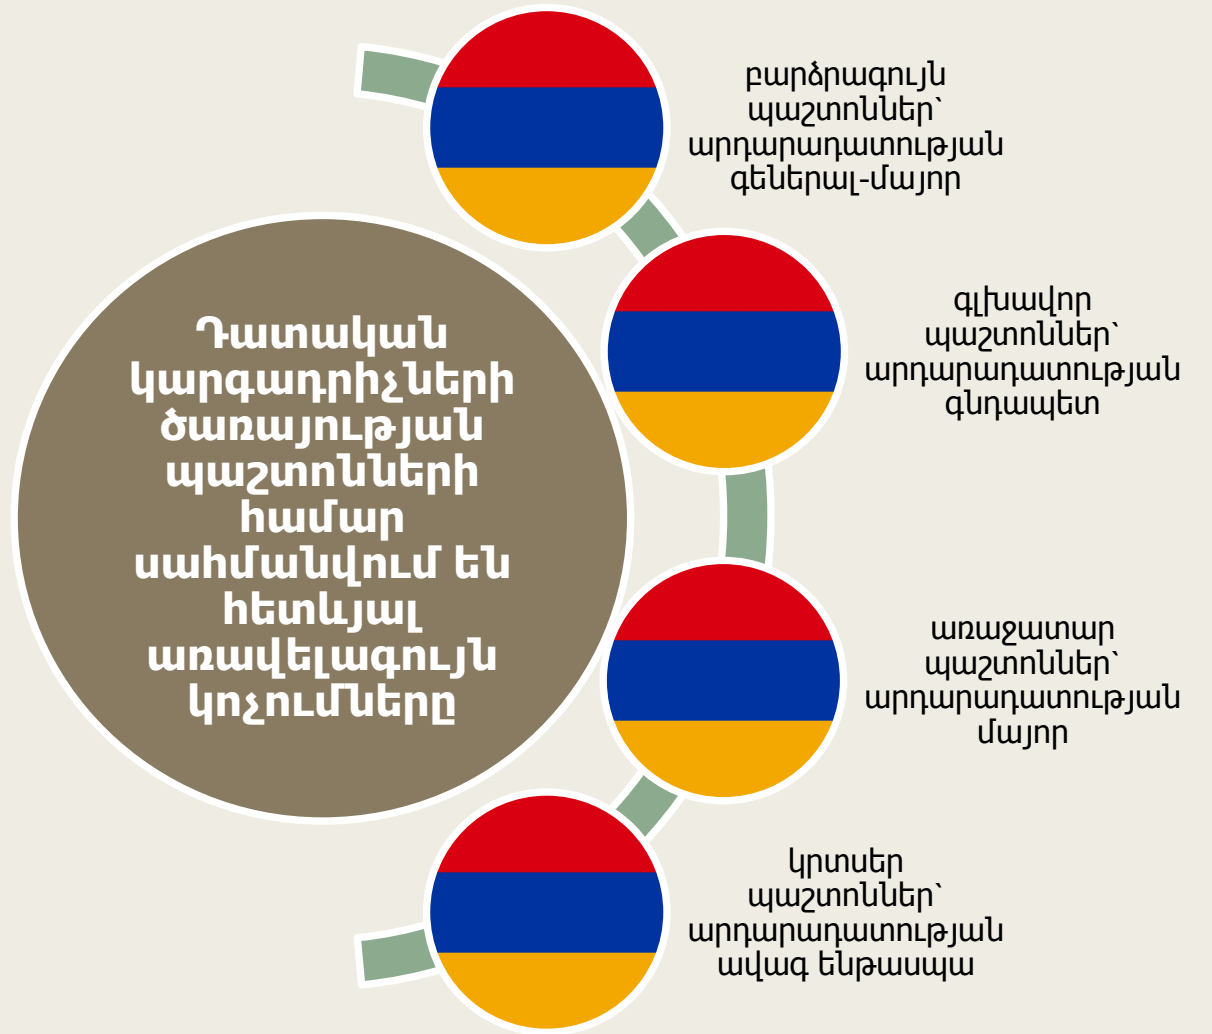 Դատական
կարգադրիչների
ծառայության
պաշտոնների
համար
սահմանվում են
հետևյալ
առավելագույն
կոչումները
բարձրագույն
պաշտոններ՝
արդարադատության
գեներալ-մայոր
գլխավոր
պաշտոններ՝
արդարադատության
գնդապետ
առաջատար
պաշտոններ՝
արդարադատության
մայոր
կրտսեր
պաշտոններ՝
արդարադատության
ավագ ենթասպա